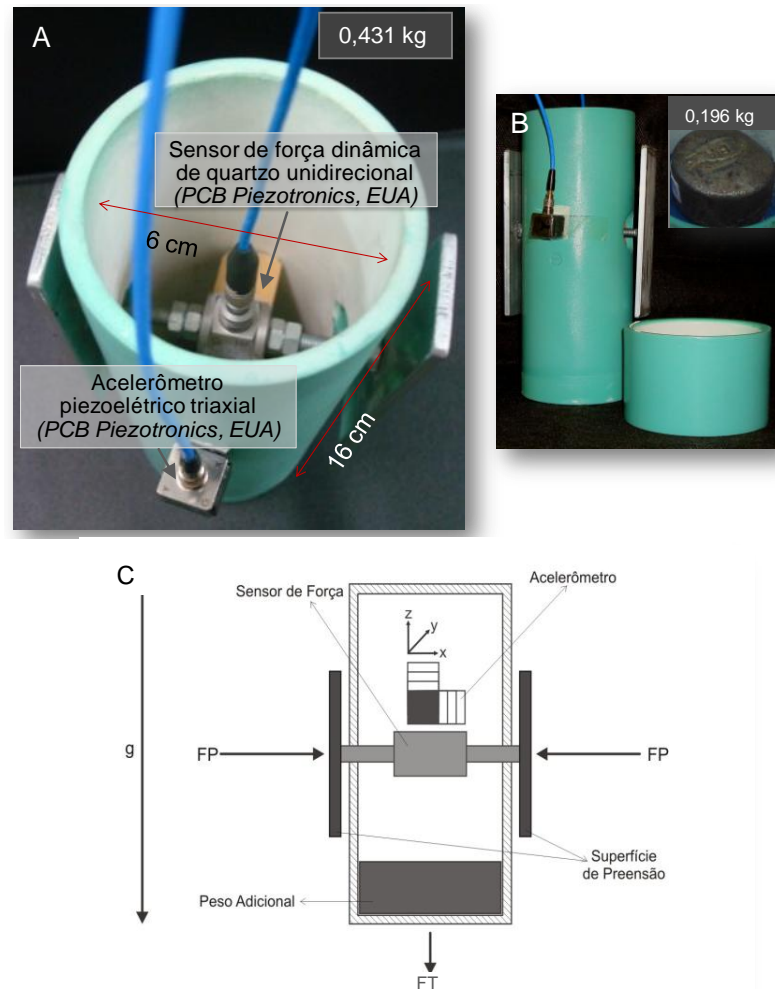 A
0,431 kg
Sensor de força dinâmica
de quartzo unidirecional
(PCB Piezotronics, EUA)
6 cm
Acelerômetro
piezoelétrico triaxial
(PCB Piezotronics, EUA)
16 cm
B
0,196 kg
C
Acelerômetro
Sensor de Força
z
y
x
g
FP
FP
Superfície
de Preensão
Peso Adicional
FT